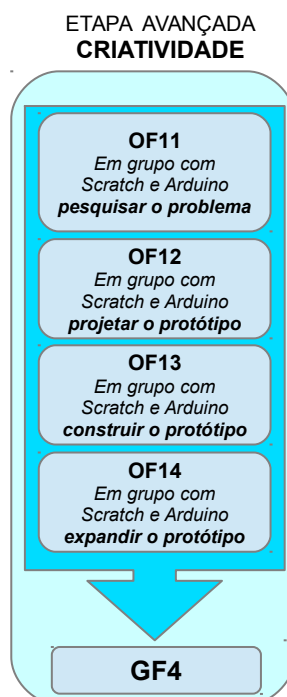 ETAPA AVANÇADA
CRIATIVIDADE
OF11
Em grupo com
Scratch e Arduino
pesquisar o problema
OF12
Em grupo com
Scratch e Arduino
projetar o protótipo
OF13
Em grupo com
Scratch e Arduino
construir o protótipo
OF14
Em grupo com
Scratch e Arduino
expandir o protótipo
GF4